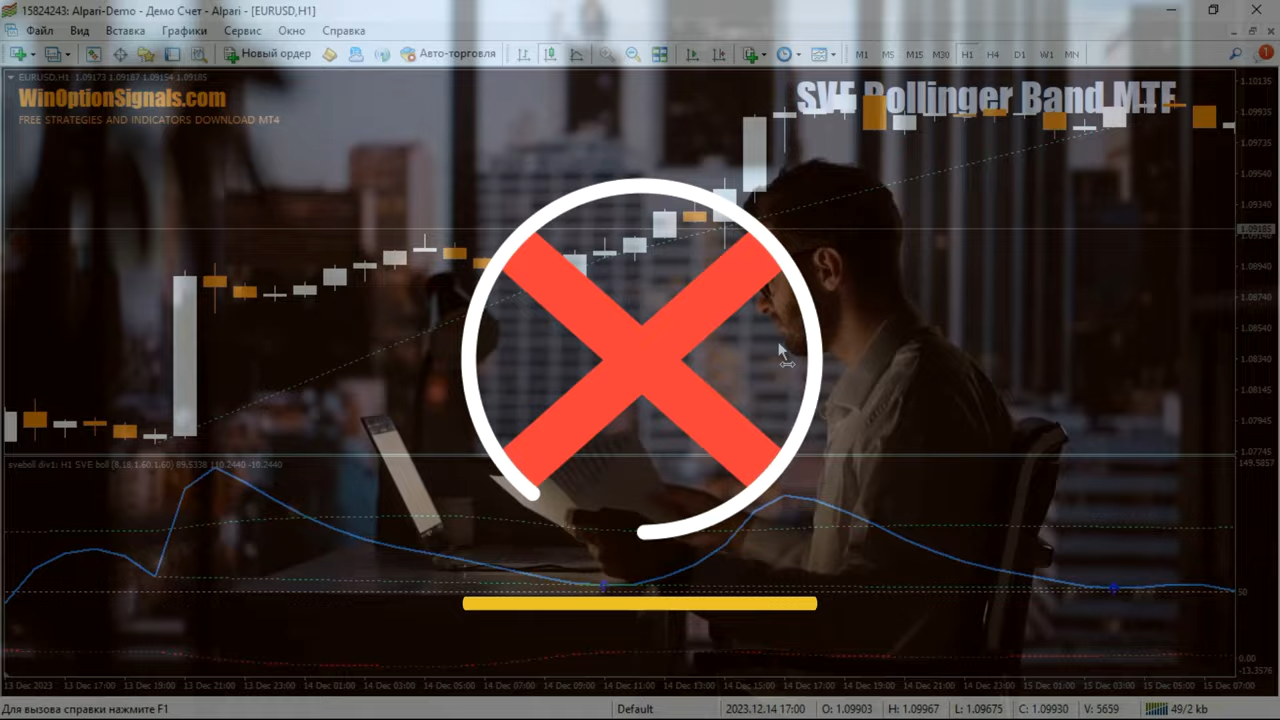 15824243: Alpari-Demo - Демо Счет - Alpari - [EURUSD,H1]
Файл Вид Вставка Графики Сервис Окно Справка
Новый ордер Авто-торговля M1 M5 M15 M30 H1 H4 D1 W1 MN 1
EURUSD,H1 1.09173 1.09187 1.09154 1.09185
WinOptionSignals.com
FREE STRATEGIES AND INDICATORS DOWNLOAD MT4
SVE Bollinger Band MTF
1.10135
1.09935
1.09735
1.09540
1.09340
1.09185
1.08940
1.08740
1.08540
1.08340
1.08145
1.07945
1.07745
sveboll div1: H1 SVE boll (8.18,1.60,1.60) 89.5338 110.2440 -10.2440
149.5857
50
0.00
-13.3576
13 Dec 2023 13 Dec 17:00 13 Dec 19:00 13 Dec 21:00 13 Dec 23:00 14 Dec 01:00 14 Dec 03:00 14 Dec 05:00 14 Dec 07:00 14 Dec 09:00 14 Dec 11:00 14 Dec 13:00 14 Dec 15:00 14 Dec 17:00 14 Dec 19:00 14 Dec 21:00 14 Dec 23:00 15 Dec 01:00 15 Dec 03:00 15 Dec 05:00 15 Dec 07:00
Для вызова справки нажмите F1 Default 2023.12.14 17:00 O: 1.09903 H: 1.09967 L: 1.09675 C: 1.09930 V: 5659 49/2 kb